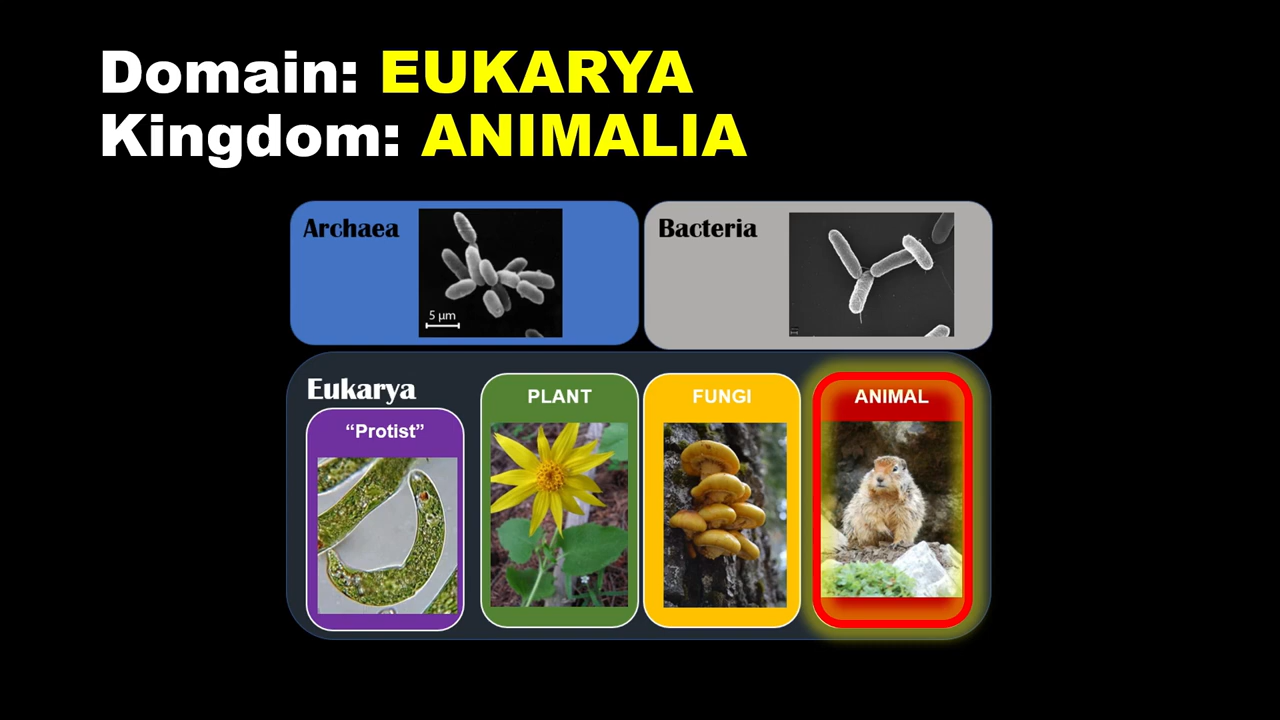 Domain: EUKARYA
Kingdom: ANIMALIA
Archaea
5 µm
Bacteria
Eukarya
"Protist"
PLANT
FUNGI
ANIMAL